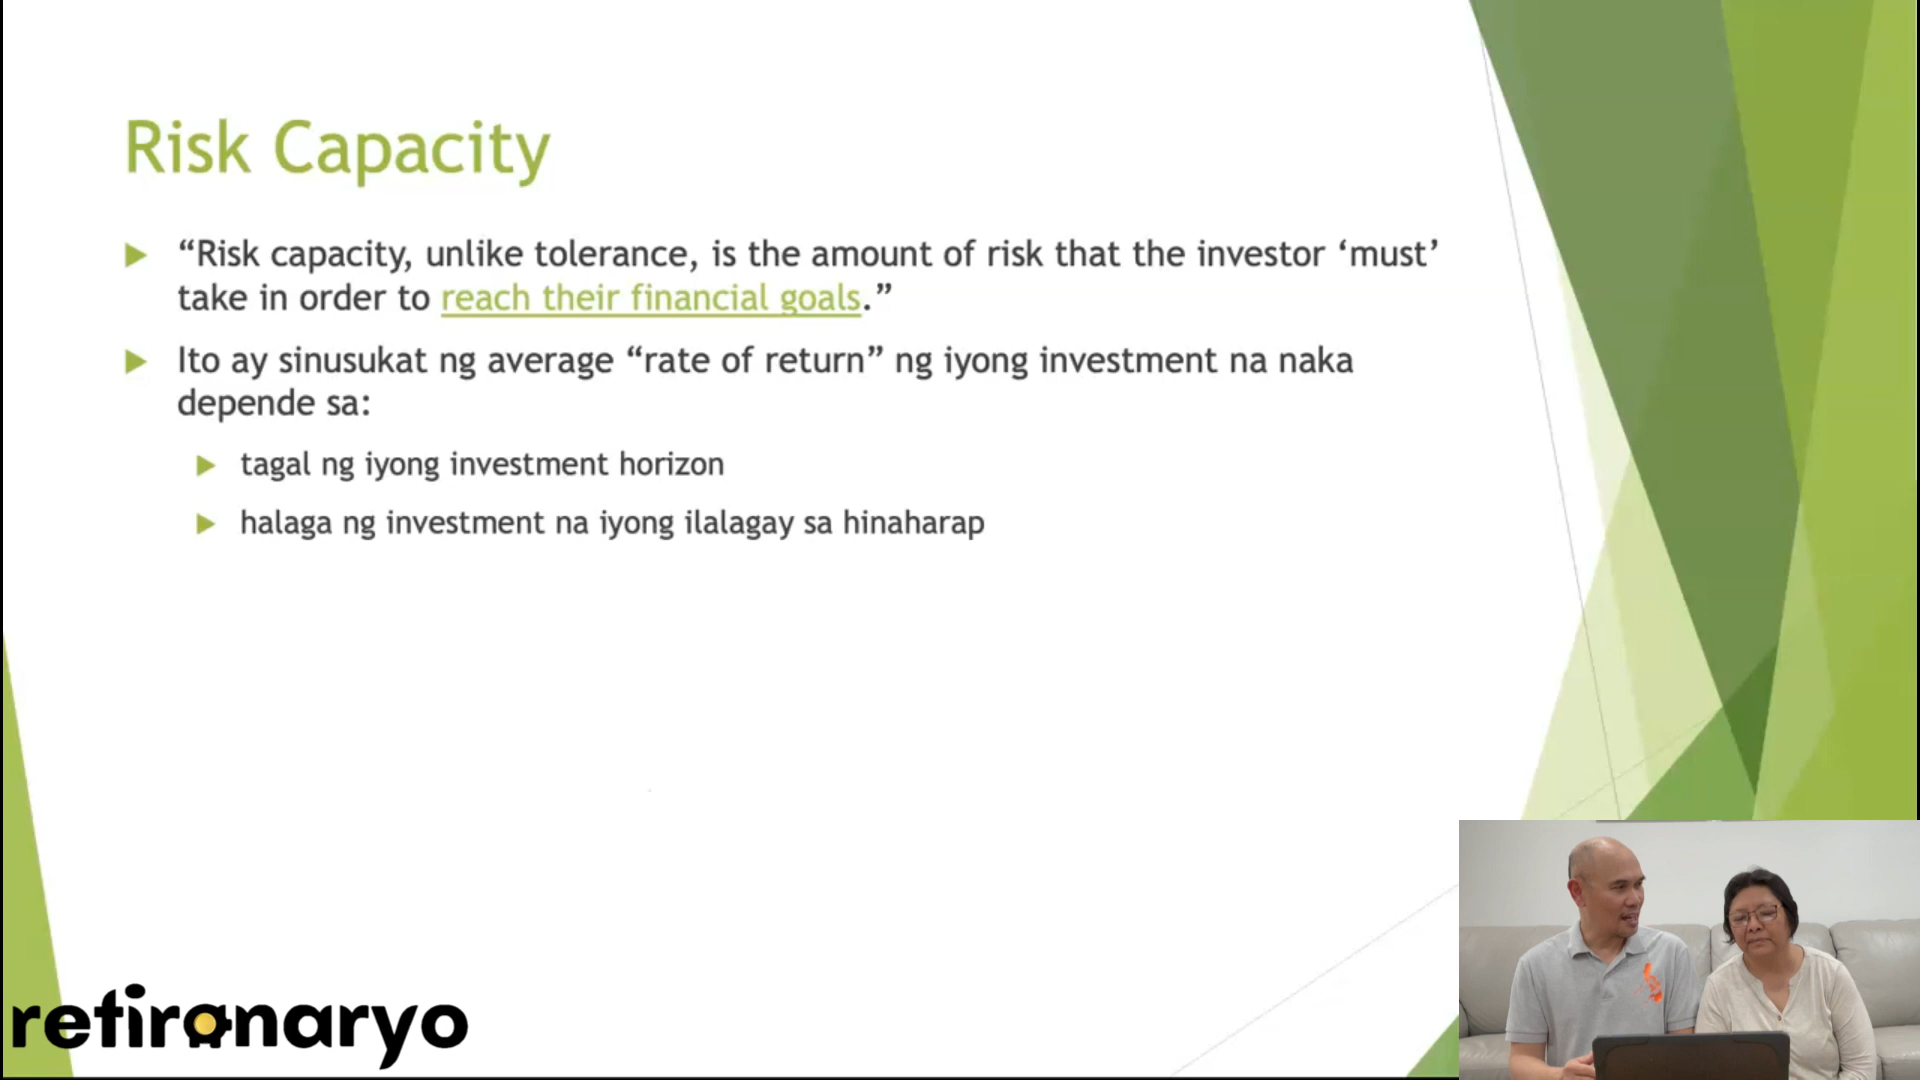 Risk Capacity
“Risk capacity, unlike tolerance, is the amount of risk that the investor ‘must’
take in order to reach their financial goals.”
Ito ay sinusukat ng average “rate of return” ng iyong investment na naka
depende sa:
tagal ng iyong investment horizon
halaga ng investment na iyong ilalagay sa hinaharap
retiranaryo